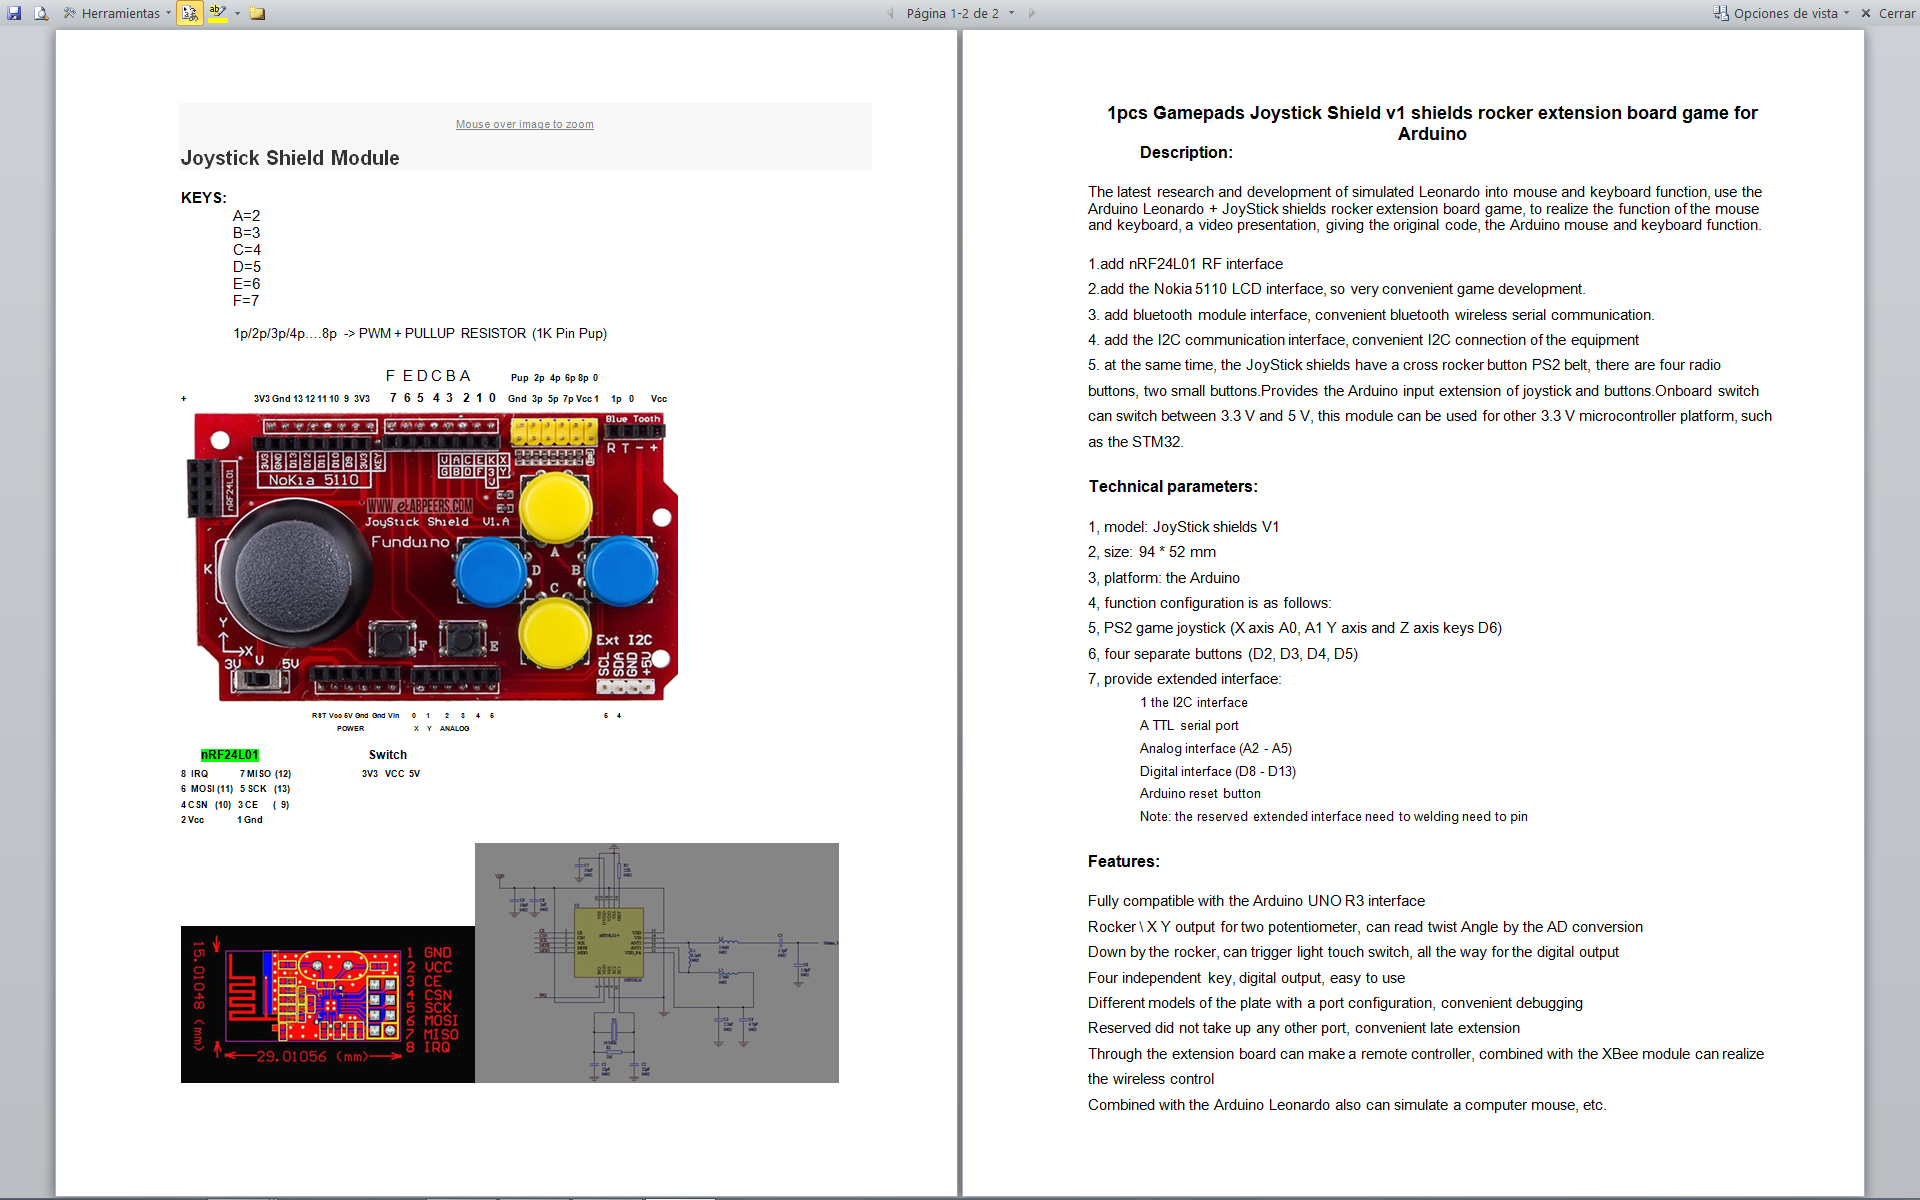 Herramientas
Página 1-2 de 2
Opciones de vista
Cerrar
Mouse over image to zoom
Joystick Shield Module
KEYS:
A=2
B=3
C=4
D=5
E=6
F=7
1p/2p/3p/4p....8p -> PWM + PULLUP RESISTOR (1K Pin Pup)
F E D C B A Pup 2p 4p 6p 8p 0
+ 3V3 Gnd 13 12 11 10 9 3V3 7 6 5 4 3 2 1 0 Gnd 3p 5p 7p Vcc 1 1p 0 Vcc
Blue Tooth
R T - +
3V3 GND D13 D12 D11 D10 D9 3V3 KEY
V A C E K X
G B D F 3V Y
NoKia 5110
nRF24L01
WWW.eLABPEERS.COM
JoyStick Shield V1.A
Funduino
A
D B
C
K
F E
Ext I2C
SCL SDA GND +5V
Y
X
3V V 5V
RST Vcc 5V Gnd Gnd Vin 0 1 2 3 4 5 5 4
POWER X Y ANALOG
nRF24L01 Switch
8 IRQ 7 MISO (12) 3V3 VCC 5V
6 MOSI (11) 5 SCK (13)
4 CSN (10) 3 CE ( 9)
2 Vcc 1 Gnd
15.01048 (mm)
29.01056 (mm)
1 GND
2 VCC
3 CE
4 CSN
5 SCK
6 MOSI
7 MISO
8 IRQ
1pcs Gamepads Joystick Shield v1 shields rocker extension board game for
Arduino
Description:
The latest research and development of simulated Leonardo into mouse and keyboard function, use the
Arduino Leonardo + JoyStick shields rocker extension board game, to realize the function of the mouse
and keyboard, a video presentation, giving the original code, the Arduino mouse and keyboard function.
1.add nRF24L01 RF interface
2.add the Nokia 5110 LCD interface, so very convenient game development.
3. add bluetooth module interface, convenient bluetooth wireless serial communication.
4. add the I2C communication interface, convenient I2C connection of the equipment
5. at the same time, the JoyStick shields have a cross rocker button PS2 belt, there are four radio
buttons, two small buttons.Provides the Arduino input extension of joystick and buttons.Onboard switch
can switch between 3.3 V and 5 V, this module can be used for other 3.3 V microcontroller platform, such
as the STM32.
Technical parameters:
1, model: JoyStick shields V1
2, size: 94 * 52 mm
3, platform: the Arduino
4, function configuration is as follows:
5, PS2 game joystick (X axis A0, A1 Y axis and Z axis keys D6)
6, four separate buttons (D2, D3, D4, D5)
7, provide extended interface:
1 the I2C interface
A TTL serial port
Analog interface (A2 - A5)
Digital interface (D8 - D13)
Arduino reset button
Note: the reserved extended interface need to welding need to pin
Features:
Fully compatible with the Arduino UNO R3 interface
Rocker \ X Y output for two potentiometer, can read twist Angle by the AD conversion
Down by the rocker, can trigger light touch switch, all the way for the digital output
Four independent key, digital output, easy to use
Different models of the plate with a port configuration, convenient debugging
Reserved did not take up any other port, convenient late extension
Through the extension board can make a remote controller, combined with the XBee module can realize
the wireless control
Combined with the Arduino Leonardo also can simulate a computer mouse, etc.